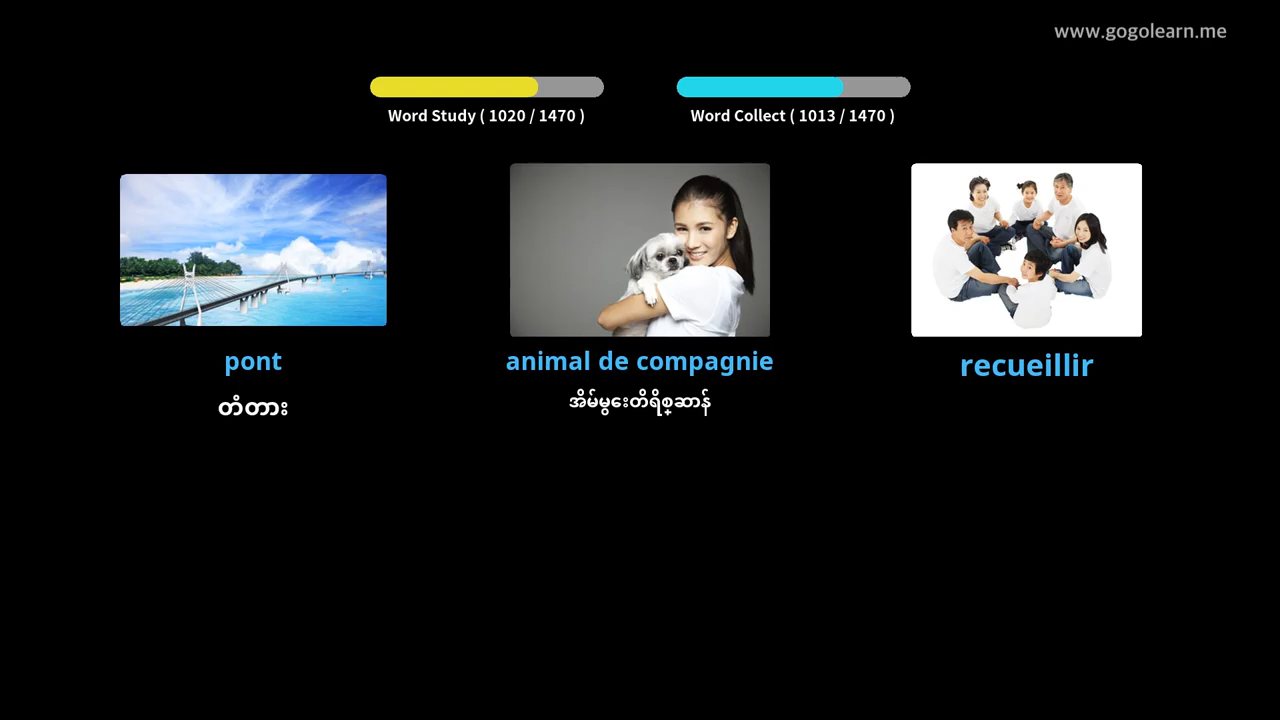 www.gogolearn.me
Word Study ( 1020 / 1470 )
Word Collect ( 1013 / 1470 )
pont
animal de compagnie
recueillir
တံတား
အိမ်မွေးတိရိစ္ဆာန်